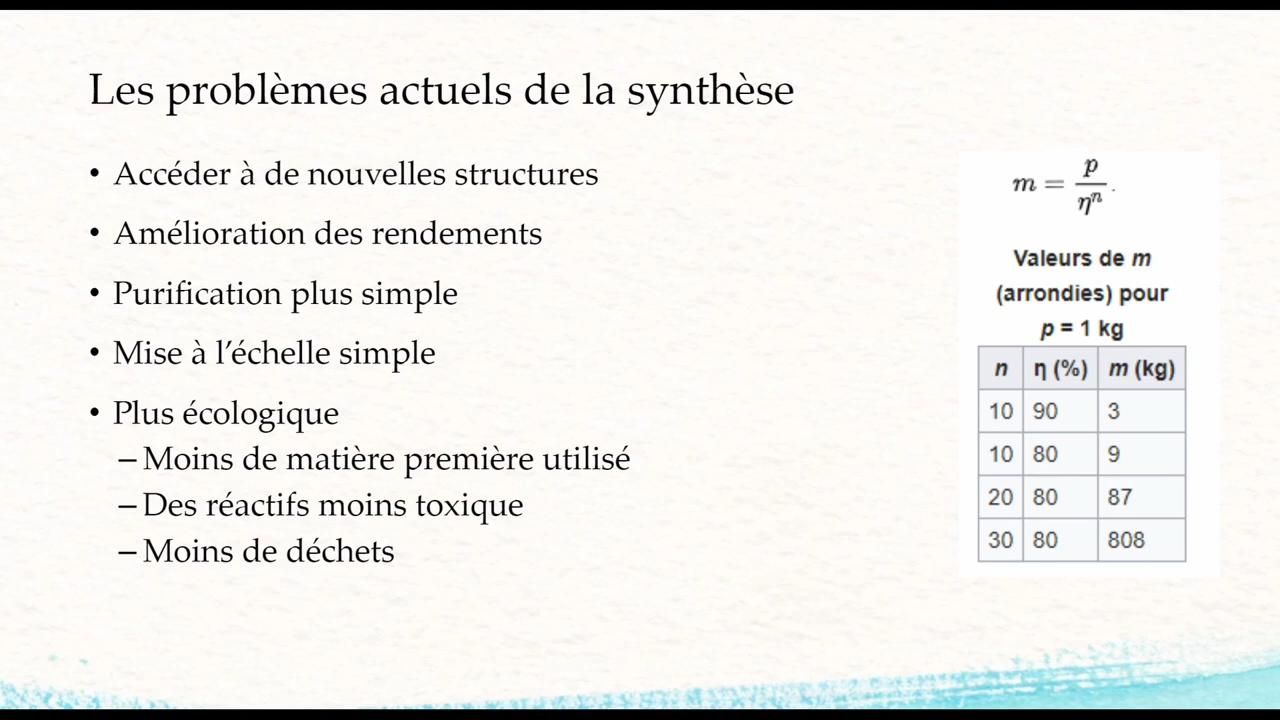 Les problèmes actuels de la synthèse
• Accéder à de nouvelles structures
• Amélioration des rendements
• Purification plus simple
• Mise à l’échelle simple
• Plus écologique
– Moins de matière première utilisé
– Des réactifs moins toxique
– Moins de déchets
m = p / η^n .
Valeurs de m
(arrondies) pour
p = 1 kg
n η (%) m (kg)
10 90 3
10 80 9
20 80 87
30 80 808